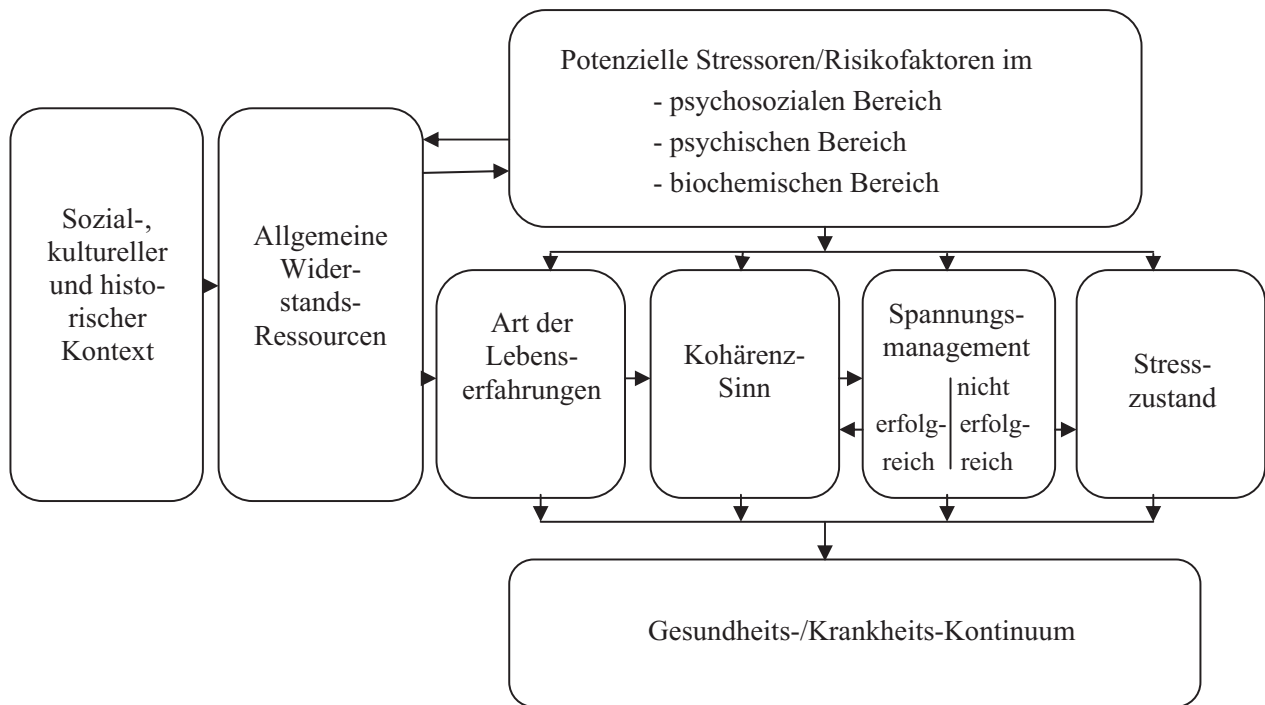 Potenzielle Stressoren/Risikofaktoren im
- psychosozialen Bereich
- psychischen Bereich
- biochemischen Bereich
Sozial-,
kultureller
und histo-
rischer
Kontext
Allgemeine
Wider-
stands-
Ressourcen
Art der
Lebens-
erfahrungen
Kohärenz-
Sinn
Spannungs-
management
erfolg-
reich
nicht
erfolg-
reich
Stress-
zustand
Gesundheits-/Krankheits-Kontinuum